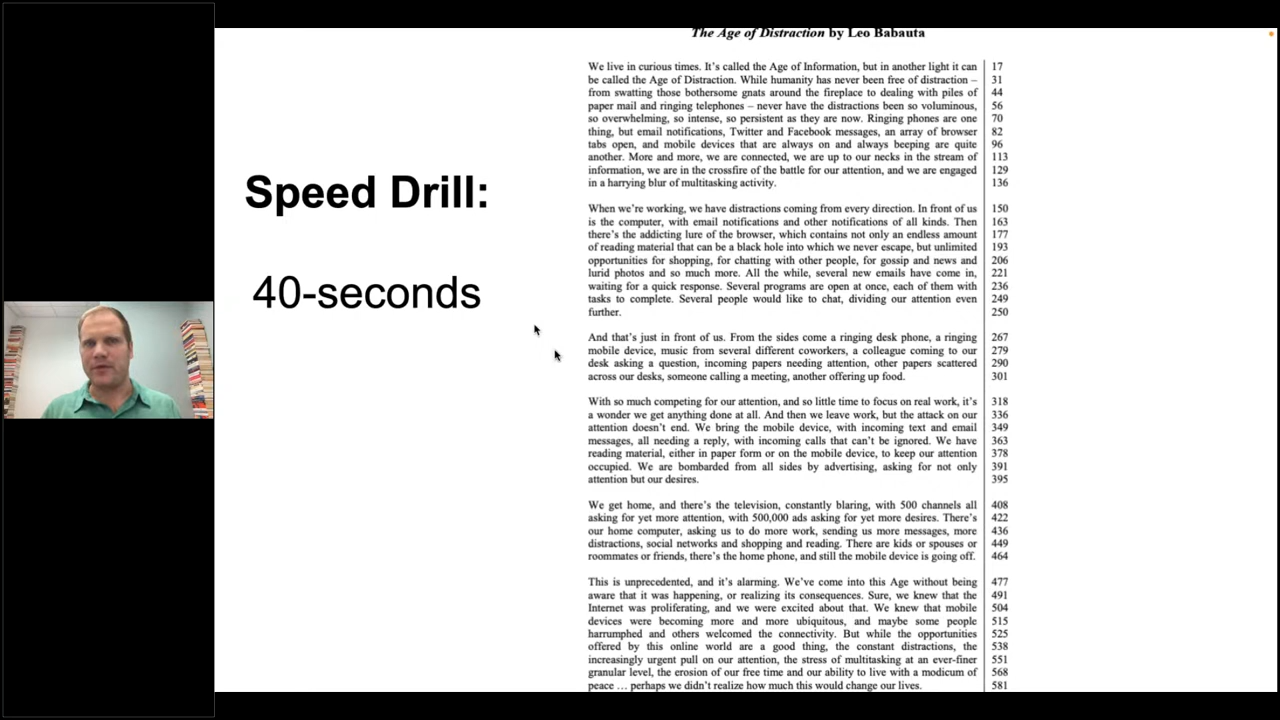 The Age of Distraction by Leo Babauta
Speed Drill:
40-seconds
We live in curious times. It's called the Age of Information, but in another light it can 17
be called the Age of Distraction. While humanity has never been free of distraction – 31
from swatting those bothersome gnats around the fireplace to dealing with piles of 44
paper mail and ringing telephones – never have the distractions been so voluminous, 56
so overwhelming, so intense, so persistent as they are now. Ringing phones are one 70
thing, but email notifications, Twitter and Facebook messages, an array of browser 82
tabs open, and mobile devices that are always on and always beeping are quite 96
another. More and more, we are connected, we are up to our necks in the stream of 113
information, we are in the crossfire of the battle for our attention, and we are engaged 129
in a harrying blur of multitasking activity. 136
When we're working, we have distractions coming from every direction. In front of us 150
is the computer, with email notifications and other notifications of all kinds. Then 163
there's the addicting lure of the browser, which contains not only an endless amount 177
of reading material that can be a black hole into which we never escape, but unlimited 193
opportunities for shopping, for chatting with other people, for gossip and news and 206
lurid photos and so much more. All the while, several new emails have come in, 221
waiting for a quick response. Several programs are open at once, each of them with 236
tasks to complete. Several people would like to chat, dividing our attention even 249
further. 250
And that's just in front of us. From the sides come a ringing desk phone, a ringing 267
mobile device, music from several different coworkers, a colleague coming to our 279
desk asking a question, incoming papers needing attention, other papers scattered 290
across our desks, someone calling a meeting, another offering up food. 301
With so much competing for our attention, and so little time to focus on real work, it's 318
a wonder we get anything done at all. And then we leave work, but the attack on our 336
attention doesn't end. We bring the mobile device, with incoming text and email 349
messages, all needing a reply, with incoming calls that can't be ignored. We have 363
reading material, either in paper form or on the mobile device, to keep our attention 378
occupied. We are bombarded from all sides by advertising, asking for not only 391
attention but our desires. 395
We get home, and there's the television, constantly blaring, with 500 channels all 408
asking for yet more attention, with 500,000 ads asking for yet more desires. There's 422
our home computer, asking us to do more work, sending us more messages, more 436
distractions, social networks and shopping and reading. There are kids or spouses or 449
roommates or friends, there's the home phone, and still the mobile device is going off. 464
This is unprecedented, and it's alarming. We've come into this Age without being 477
aware that it was happening, or realizing its consequences. Sure, we knew that the 491
Internet was proliferating, and we were excited about that. We knew that mobile 504
devices were becoming more and more ubiquitous, and maybe some people 515
harrumphed and others welcomed the connectivity. But while the opportunities 525
offered by this online world are a good thing, the constant distractions, the 538
increasingly urgent pull on our attention, the stress of multitasking at an ever-finer 551
granular level, the erosion of our free time and our ability to live with a modicum of 568
peace … perhaps we didn't realize how much this would change our lives. 581